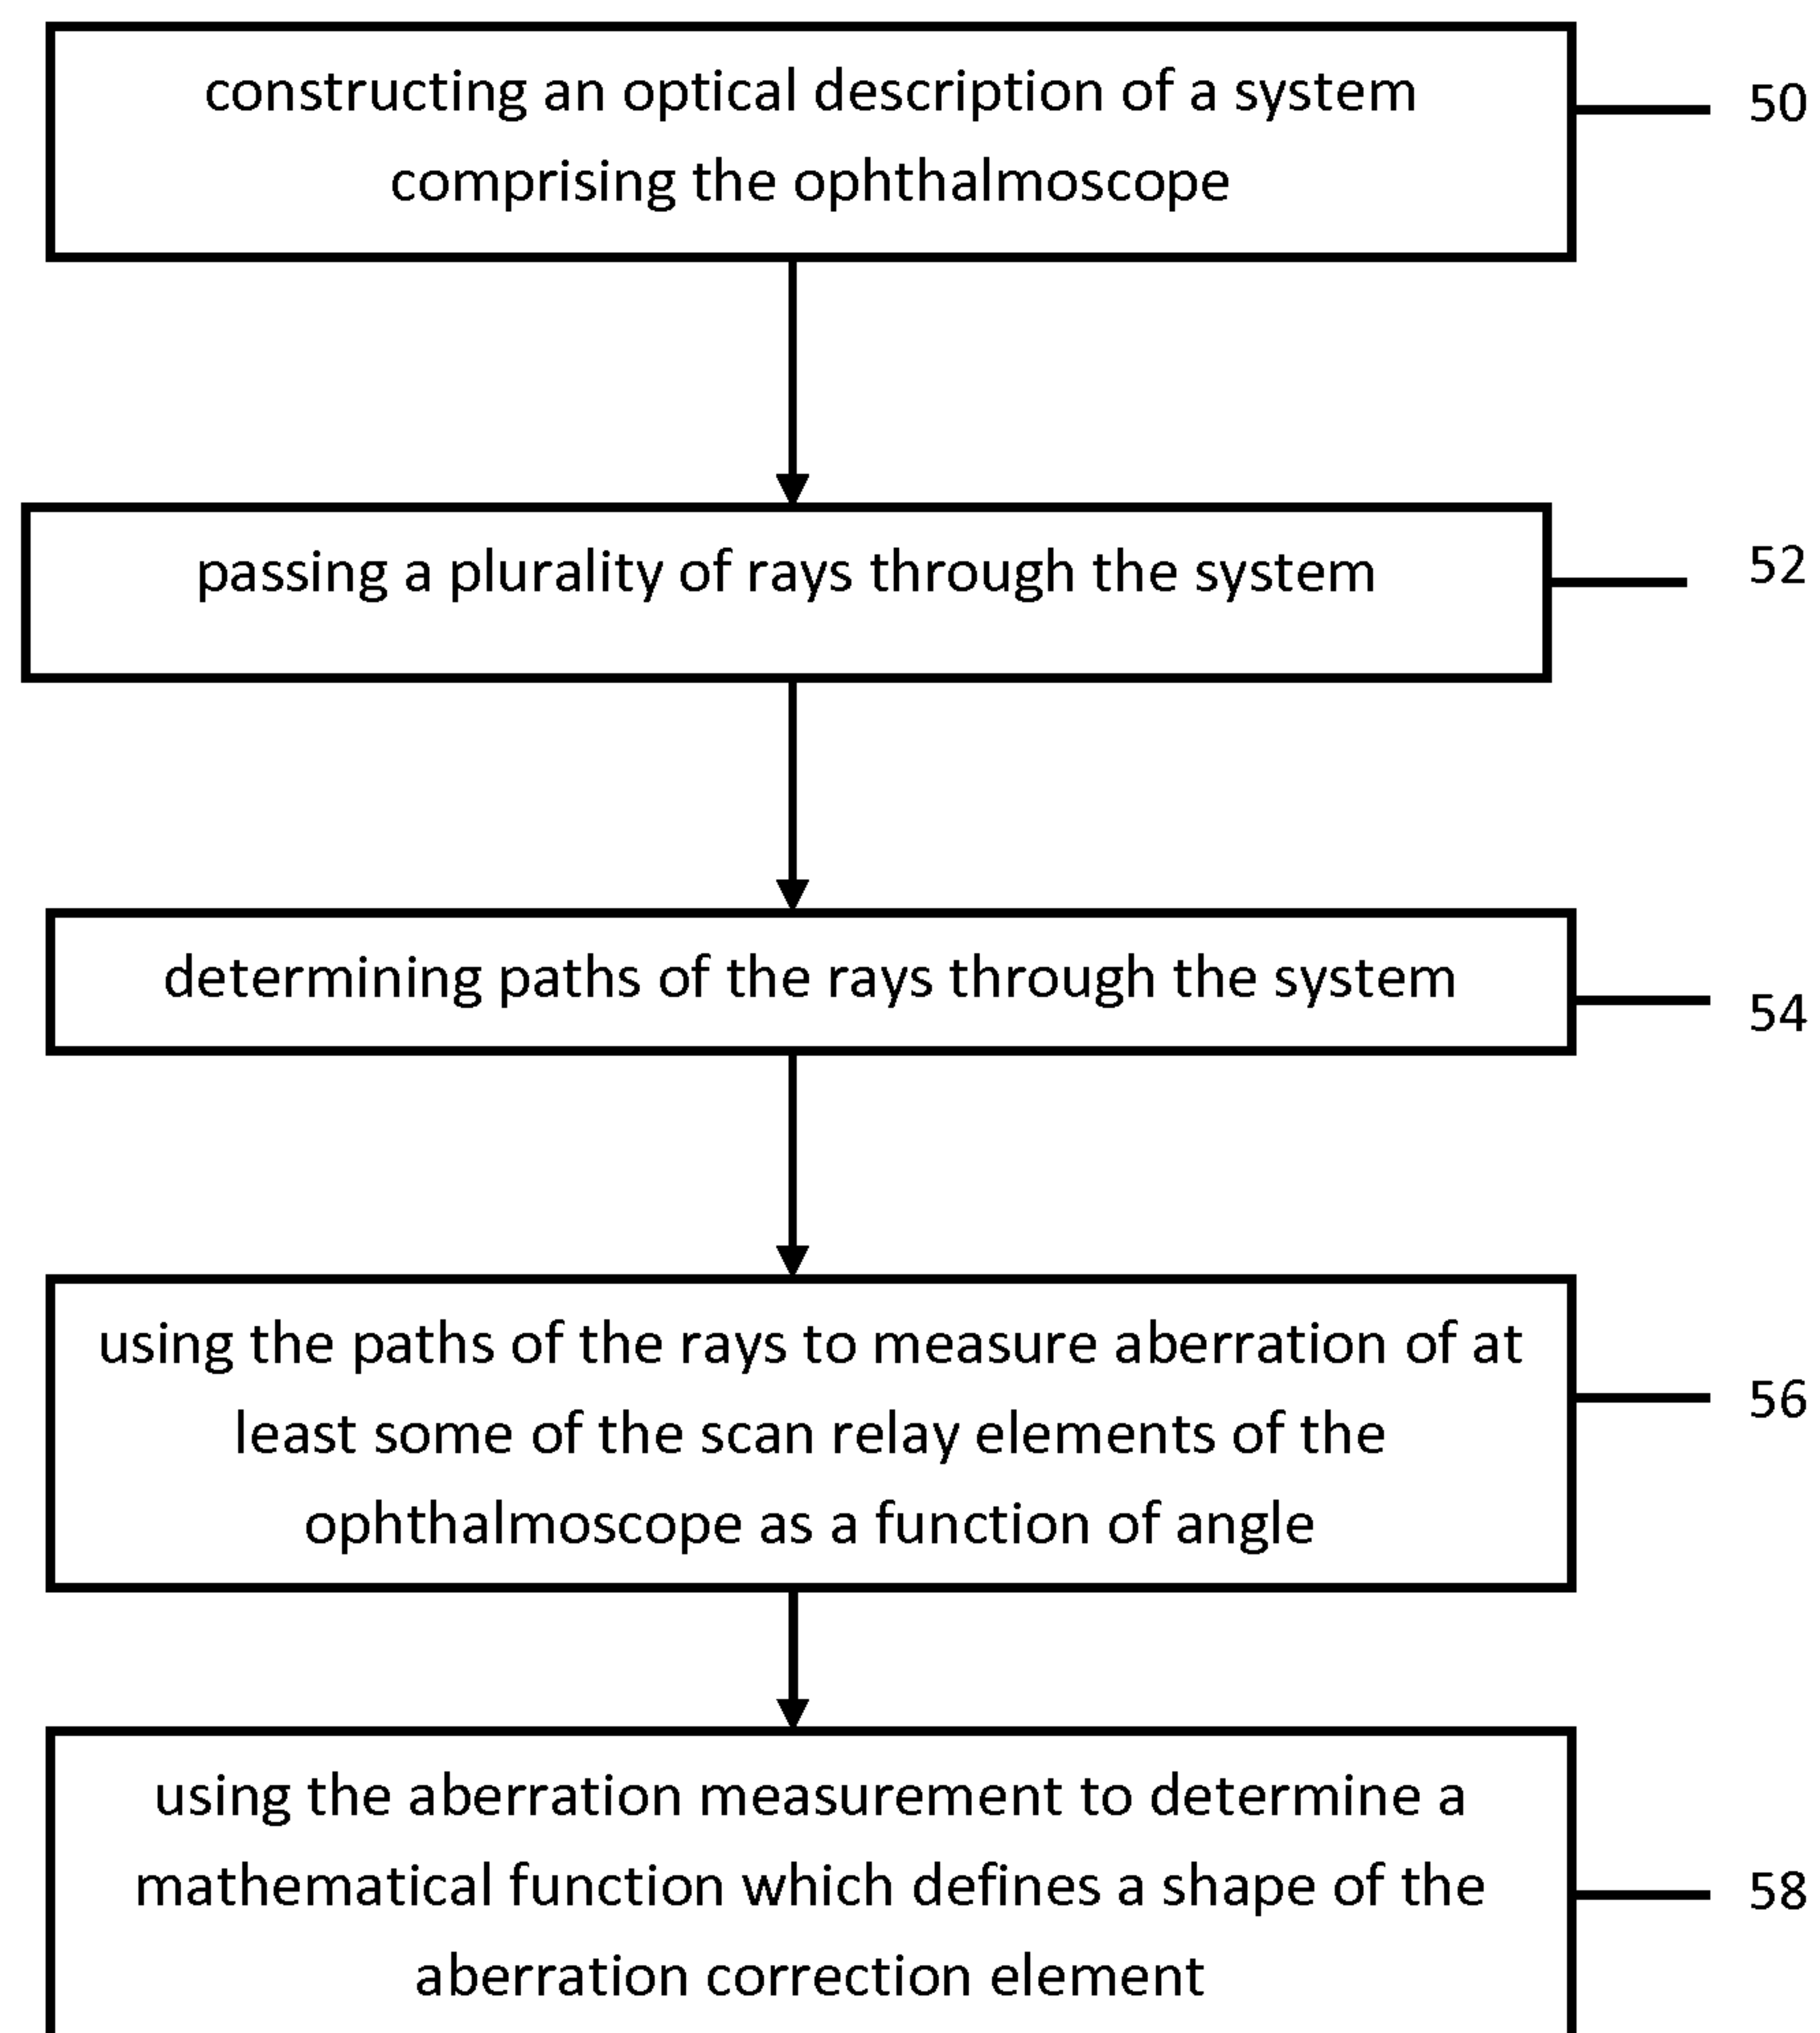 constructing an optical description of a system
comprising the ophthalmoscope
50
passing a plurality of rays through the system
52
determining paths of the rays through the system
54
using the paths of the rays to measure aberration of at
least some of the scan relay elements of the
ophthalmoscope as a function of angle
56
using the aberration measurement to determine a
mathematical function which defines a shape of the
aberration correction element
58